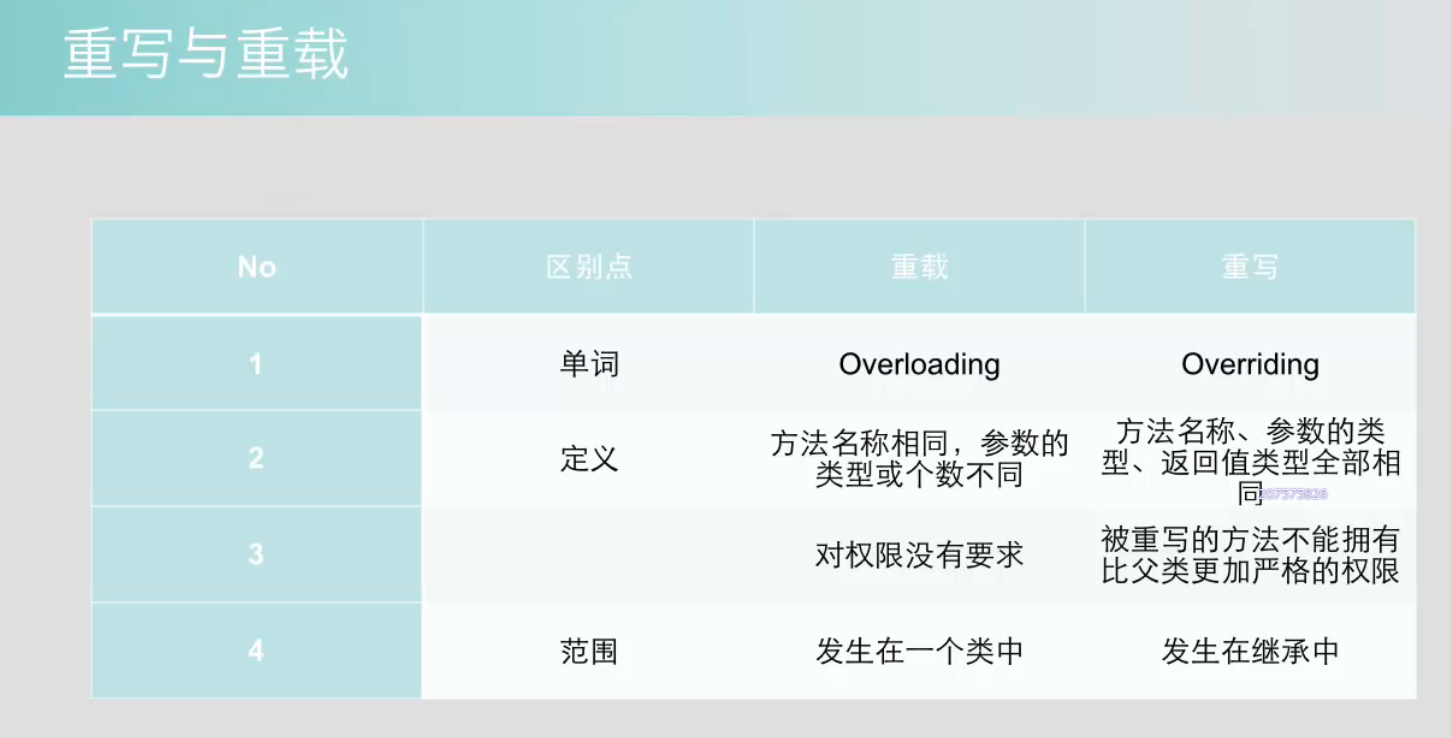 重写与重载
No 区别点 重载 重写
1 单词 Overloading Overriding
2 定义 方法名称相同，参数的
类型或个数不同 方法名称、参数的类
型、返回值类型全部相
同
3 对权限没有要求 被重写的方法不能拥有
比父类更加严格的权限
4 范围 发生在一个类中 发生在继承中